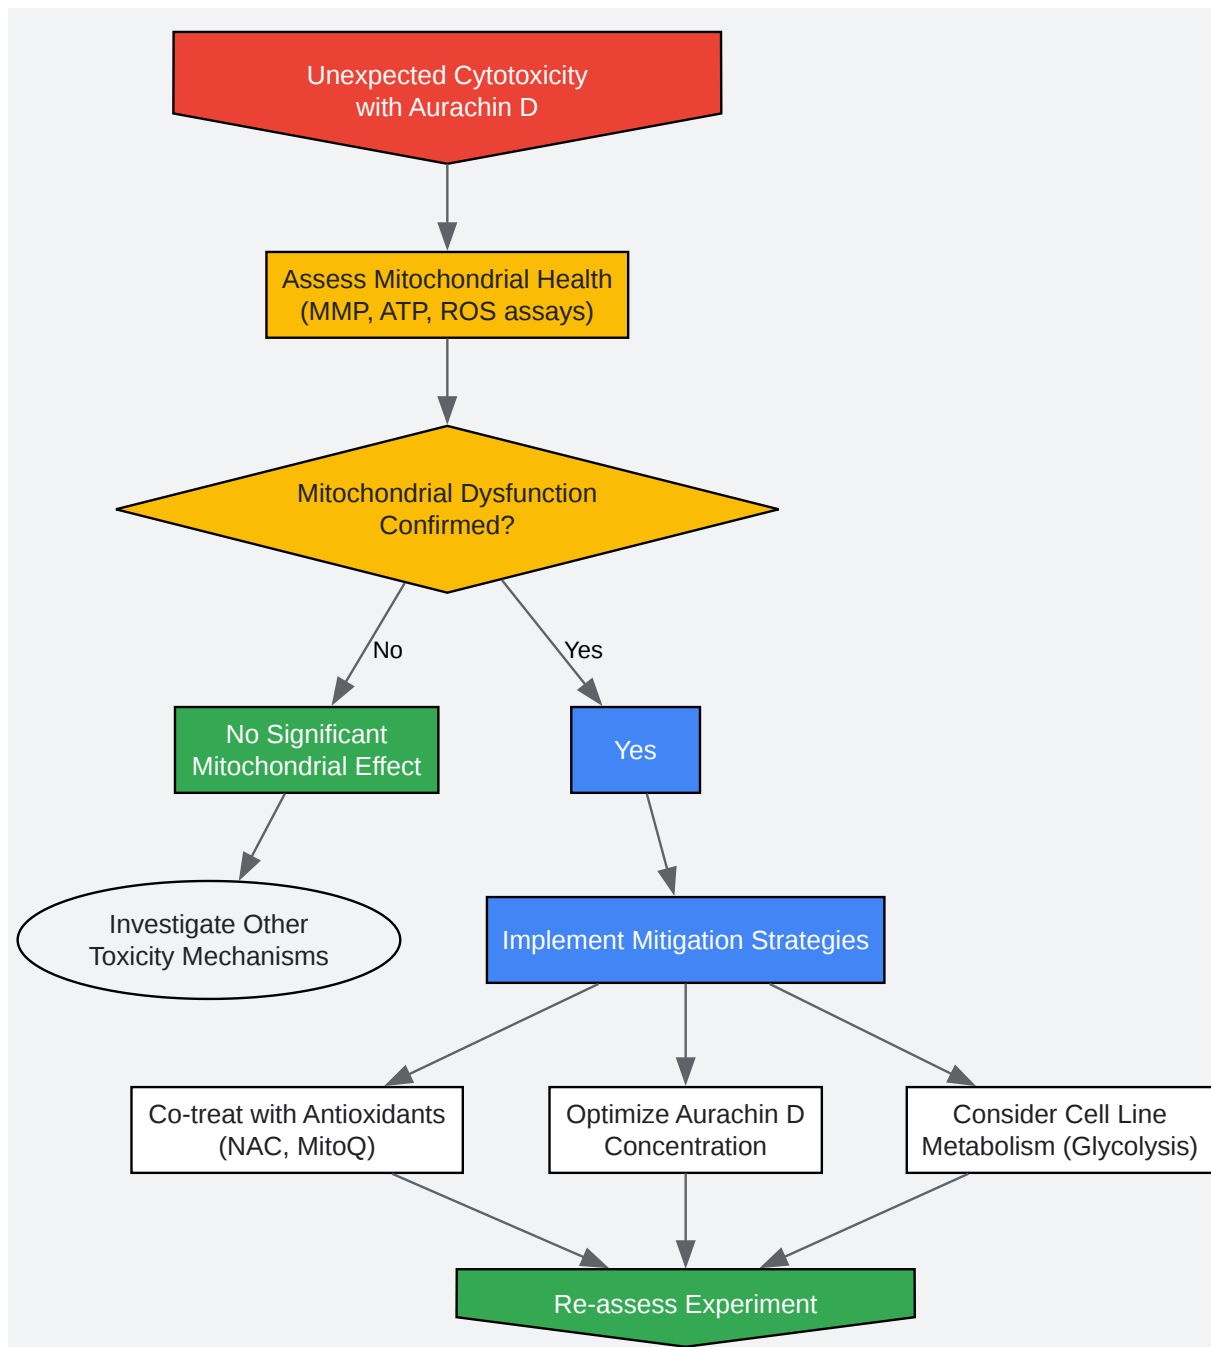 Unexpected Cytotoxicity
with Aurachin D
Assess Mitochondrial Health
(MMP, ATP, ROS assays)
Mitochondrial Dysfunction
Confirmed?
No
Yes
No Significant
Mitochondrial Effect
Yes
Investigate Other
Toxicity Mechanisms
Implement Mitigation Strategies
Co-treat with Antioxidants
(NAC, MitoQ)
Optimize Aurachin D
Concentration
Consider Cell Line
Metabolism (Glycolysis)
Re-assess Experiment